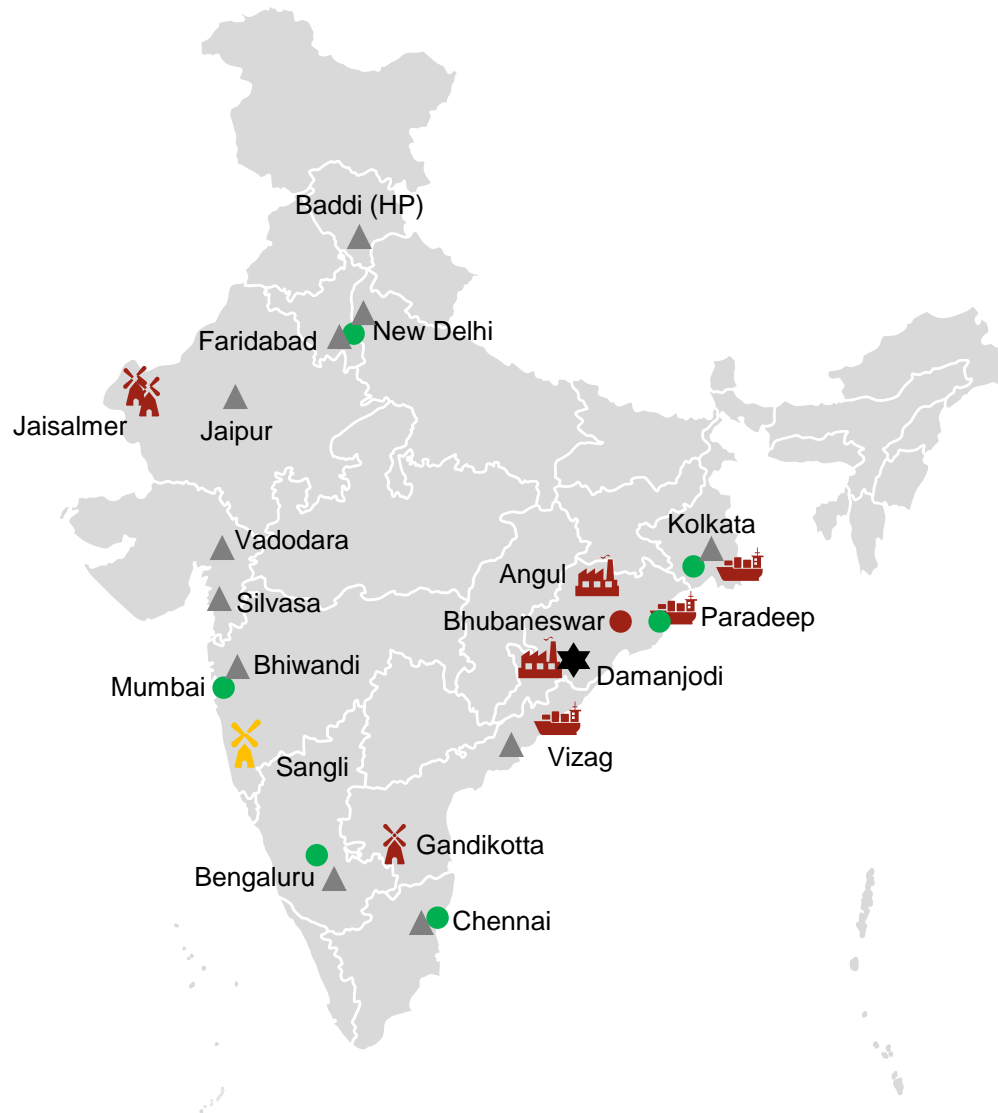 Baddi (HP)
New Delhi
Faridabad
Jaisalmer
Jaipur
Kolkata
Vadodara
Angul
Silvasa
Bhubaneswar
Paradeep
Bhiwandi
Damanjodi
Mumbai
Vizag
Sangli
Gandikotta
Bengaluru
Chennai